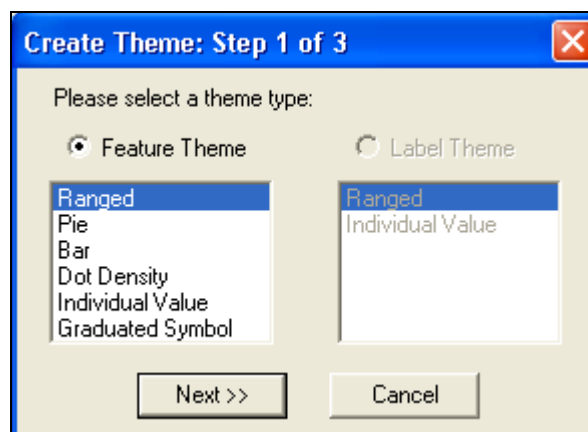 Create Theme: Step 1 of 3
Please select a theme type:
Feature Theme
Label Theme
Ranged
Pie
Bar
Dot Density
Individual Value
Graduated Symbol
Ranged
Individual Value
Next >>
Cancel